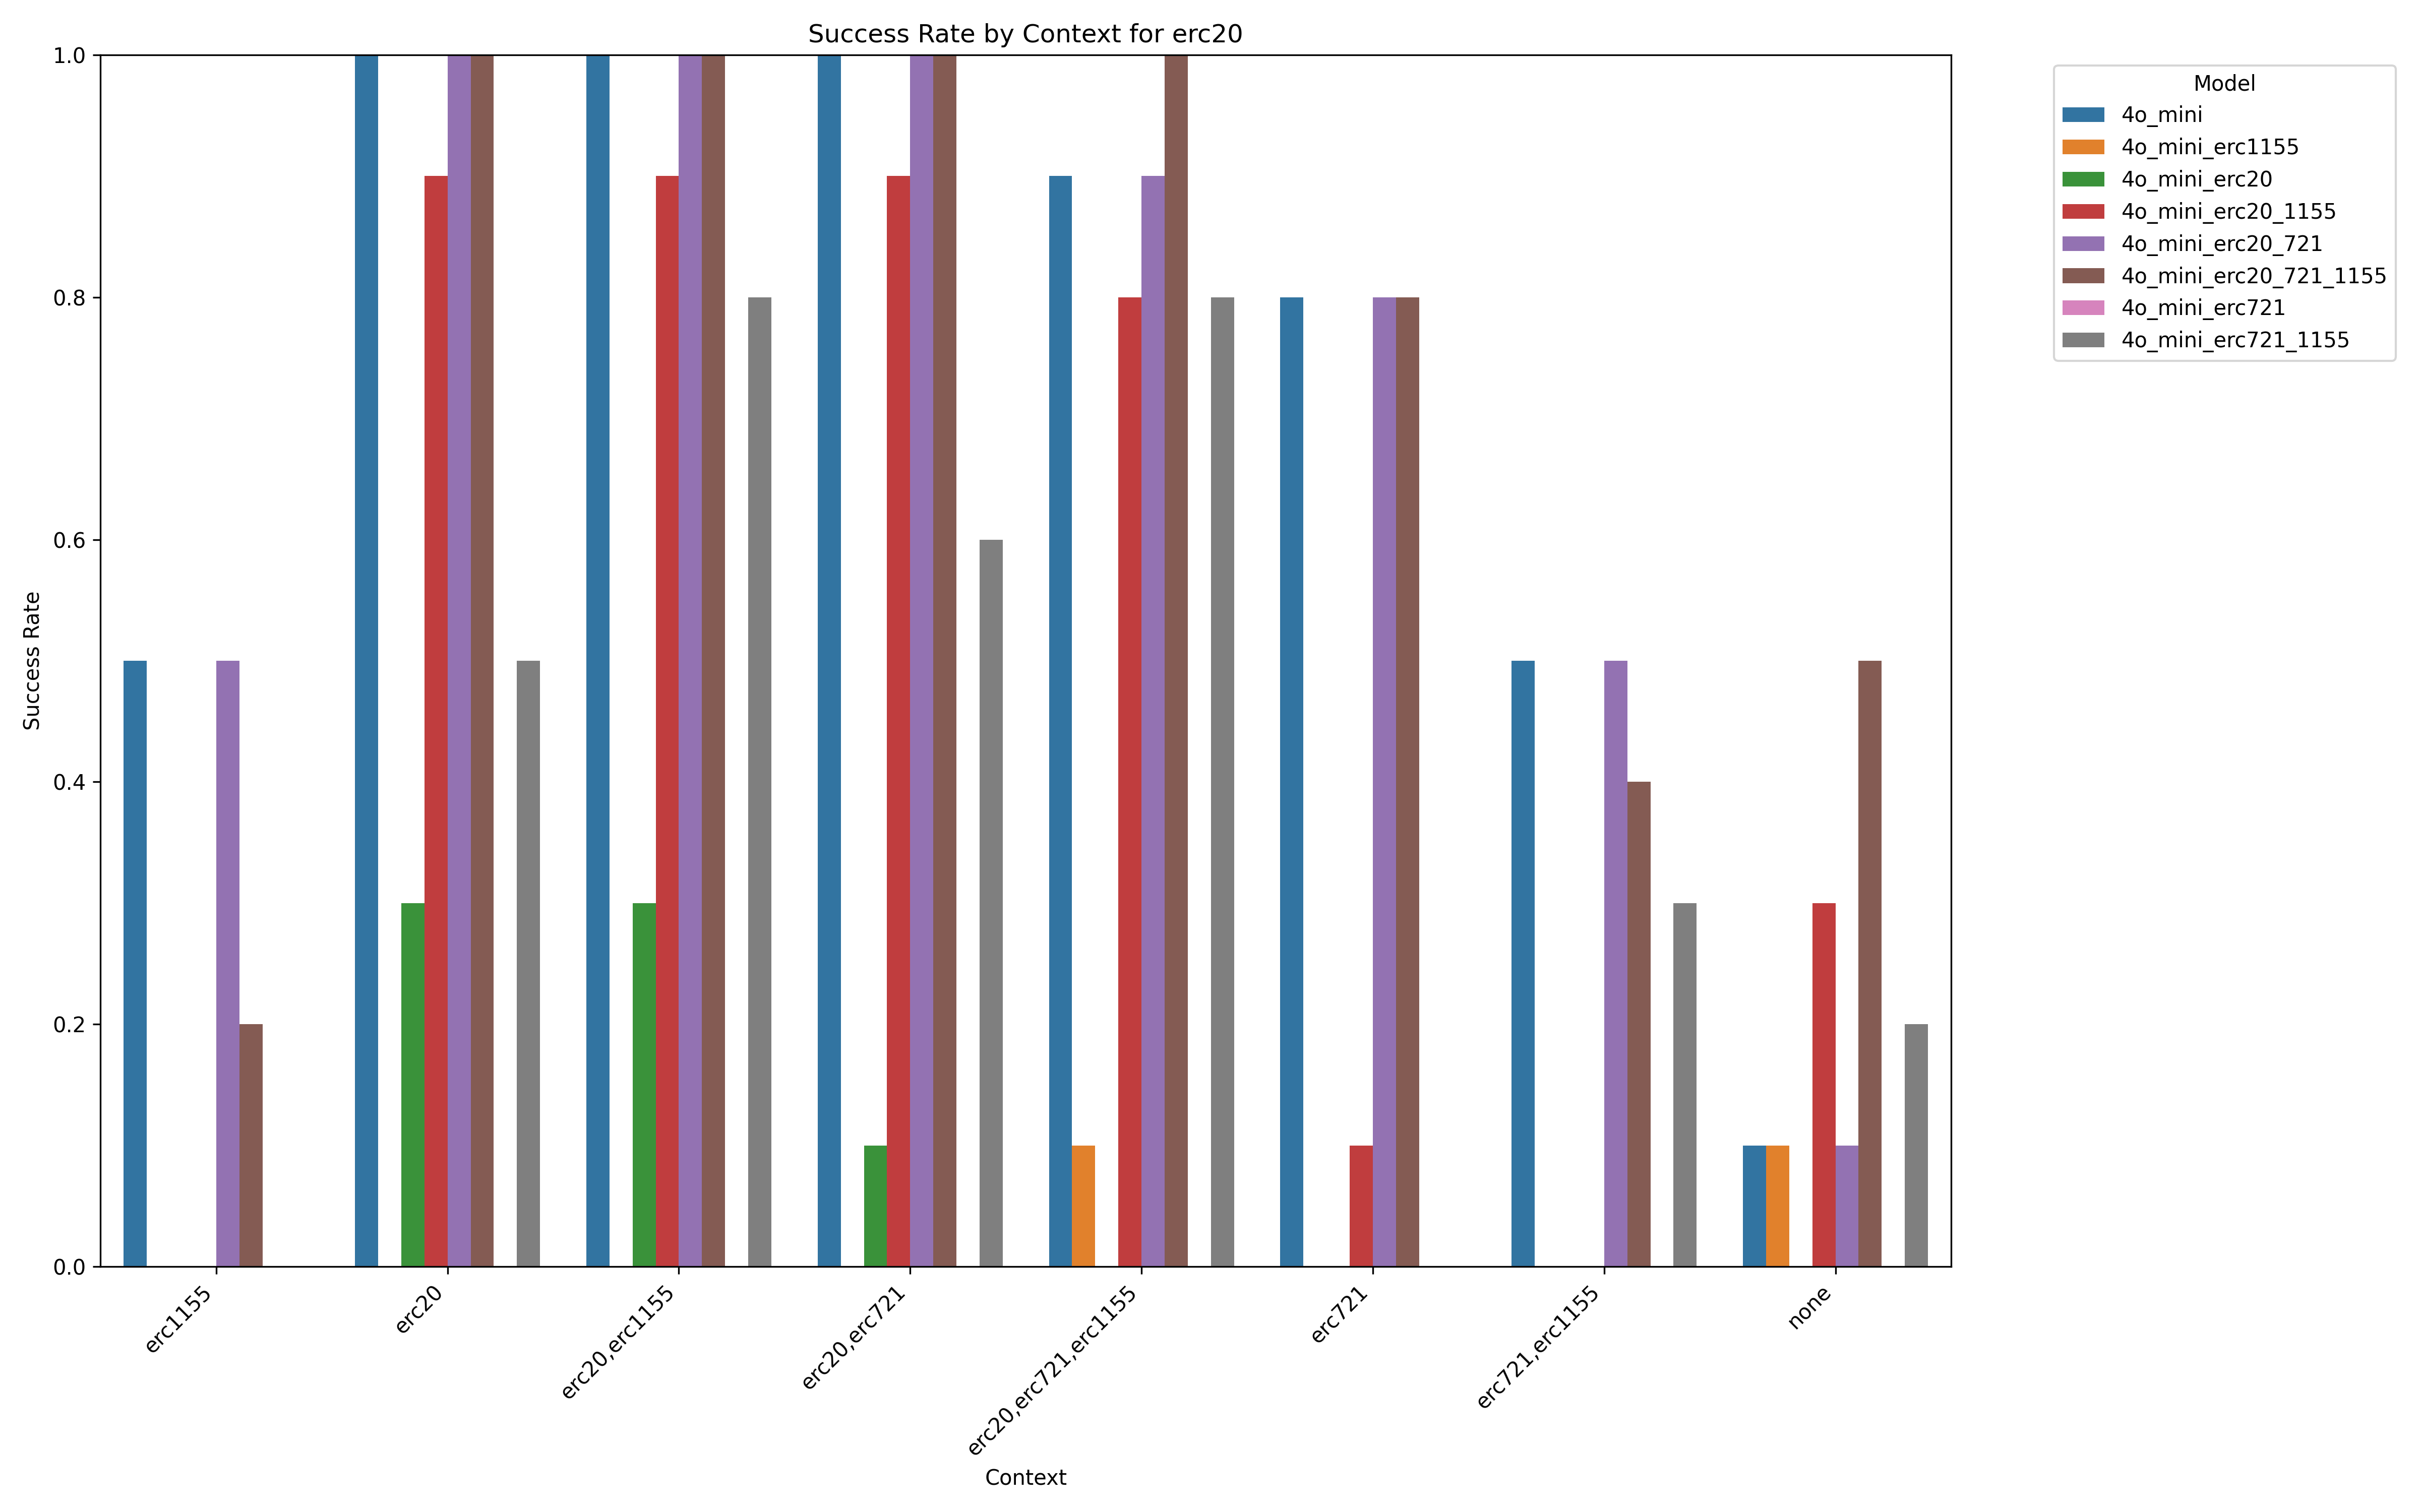 Success Rate by Context for erc20
Success Rate
1.0
0.8
0.6
0.4
0.2
0.0
erc1155
erc20
erc20,erc1155
erc20,erc721
erc20,erc721,erc1155
erc721
erc721,erc1155
none
Context
Model
4o_mini
4o_mini_erc1155
4o_mini_erc20
4o_mini_erc20_1155
4o_mini_erc20_721
4o_mini_erc20_721_1155
4o_mini_erc721
4o_mini_erc721_1155